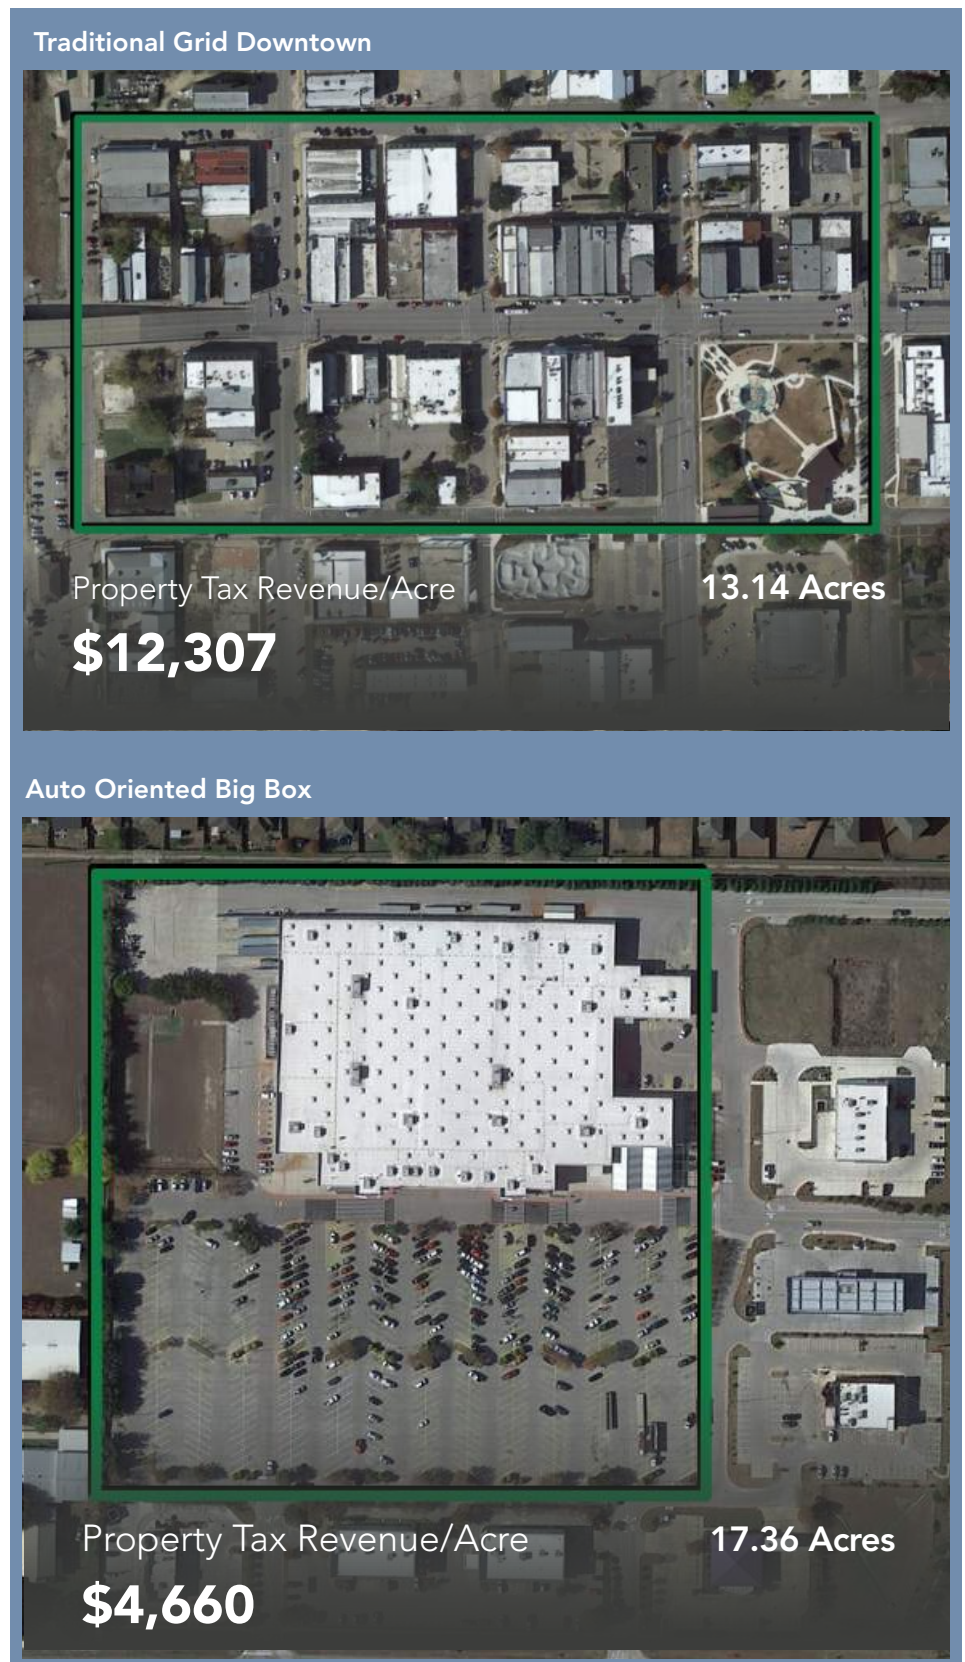 Traditional Grid Downtown
Property Tax Revenue/Acre
13.14 Acres
$12,307
Auto Oriented Big Box
Property Tax Revenue/Acre
17.36 Acres
$4,660